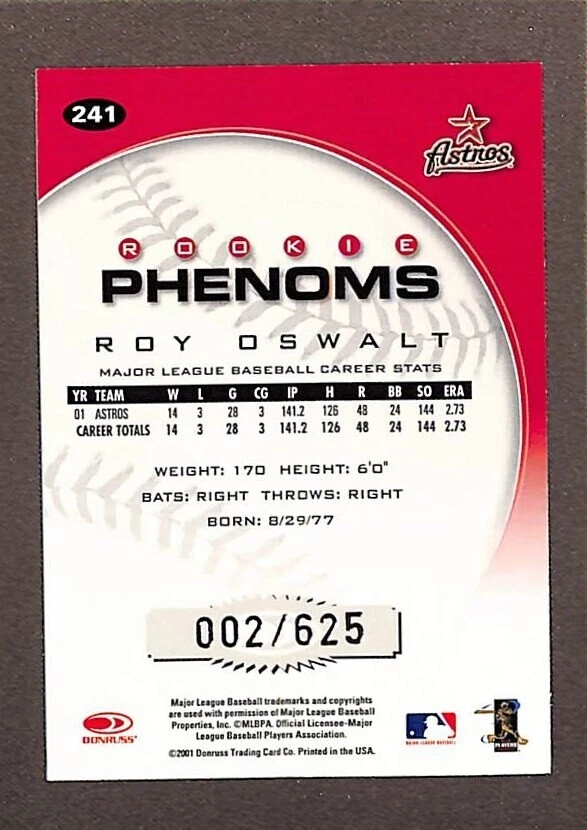 241
Astros
ROOKIE
PHENOMS
ROY OSWALT
MAJOR LEAGUE BASEBALL CAREER STATS
YR TEAM W L G CG IP H R BB SO ERA
01 ASTROS 14 3 28 3 141.2 126 48 24 144 2.73
CAREER TOTALS 14 3 28 3 141.2 126 48 24 144 2.73
WEIGHT: 170 HEIGHT: 6'0"
BATS: RIGHT THROWS: RIGHT
BORN: 8/29/77
002/625
Major League Baseball trademarks and copyrights
are used with permission of Major League Baseball
Properties, Inc. ©MLBPA. Official Licensee-Major
League Baseball Players Association.
©2001 Donruss Trading Card Co. Printed in the USA.
DONRUSS
MAJOR LEAGUE BASEBALL
PLAYERS